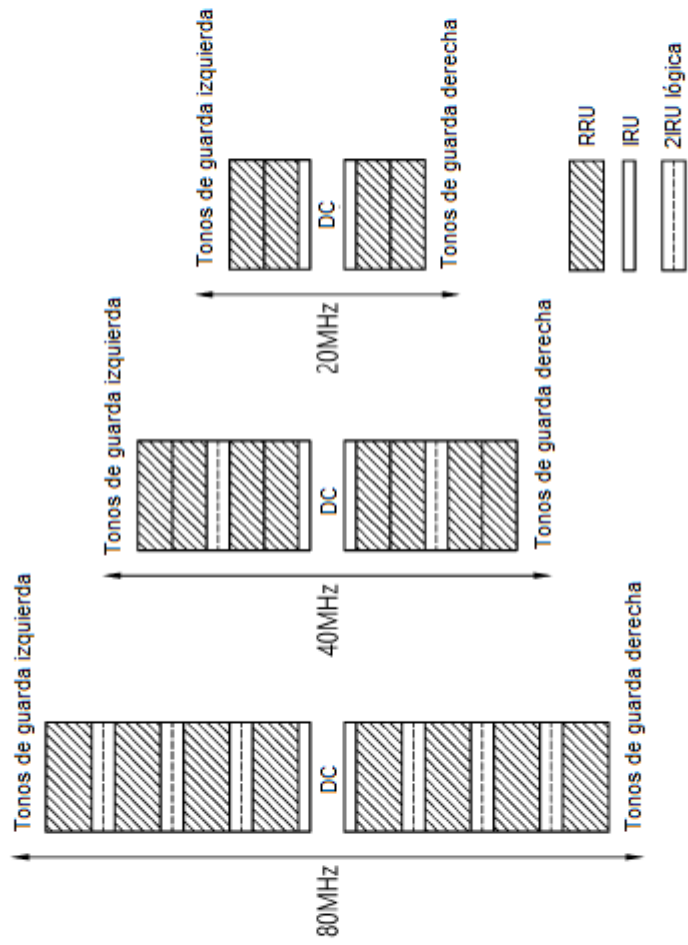 Tonos de guarda izquierda
80MHz
DC
Tonos de guarda derecha
Tonos de guarda izquierda
40MHz
DC
Tonos de guarda derecha
Tonos de guarda izquierda
20MHz
DC
Tonos de guarda derecha
RRU
IRU
2IRU lógica